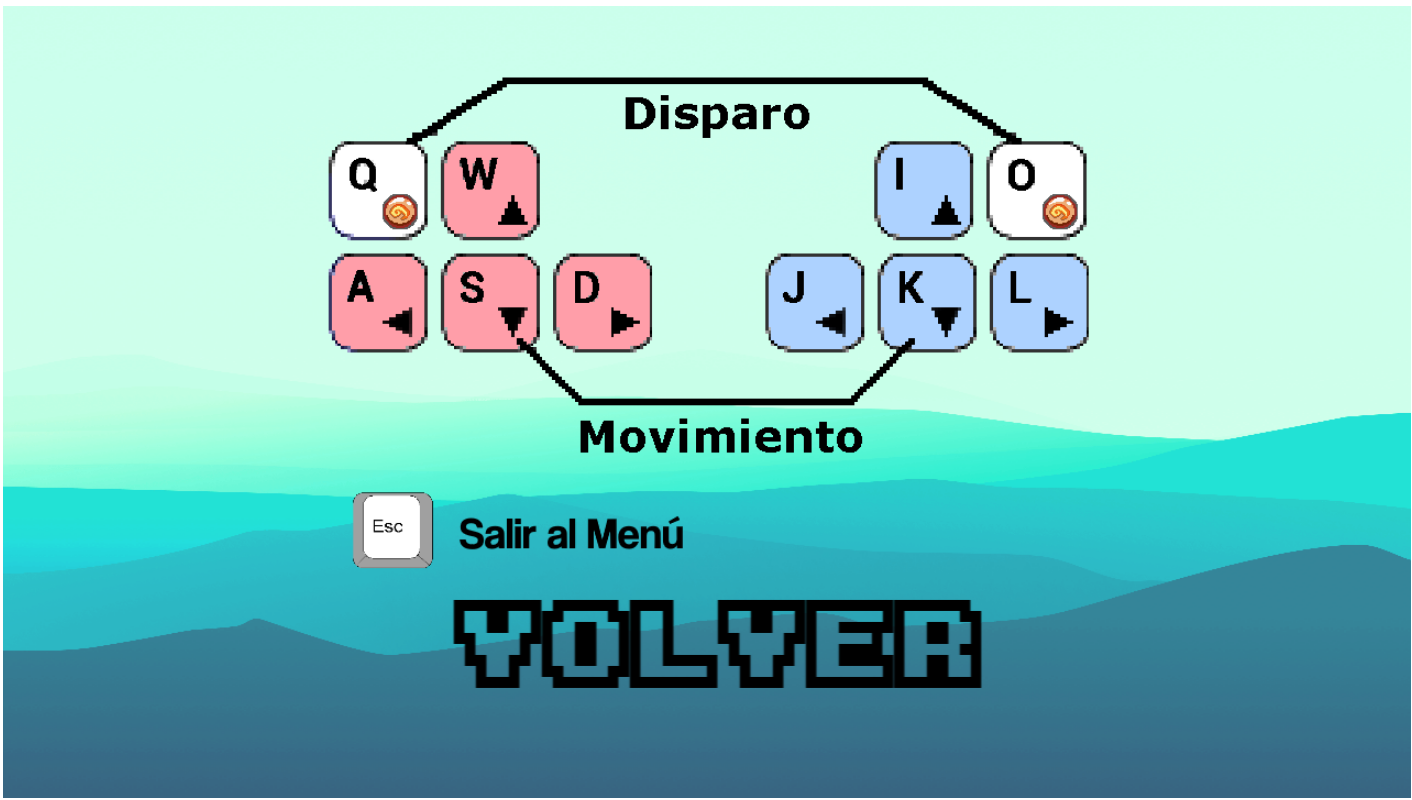 Disparo
Q W I O
A S D J K L
Movimiento
Esc Salir al Menú
VOLVER